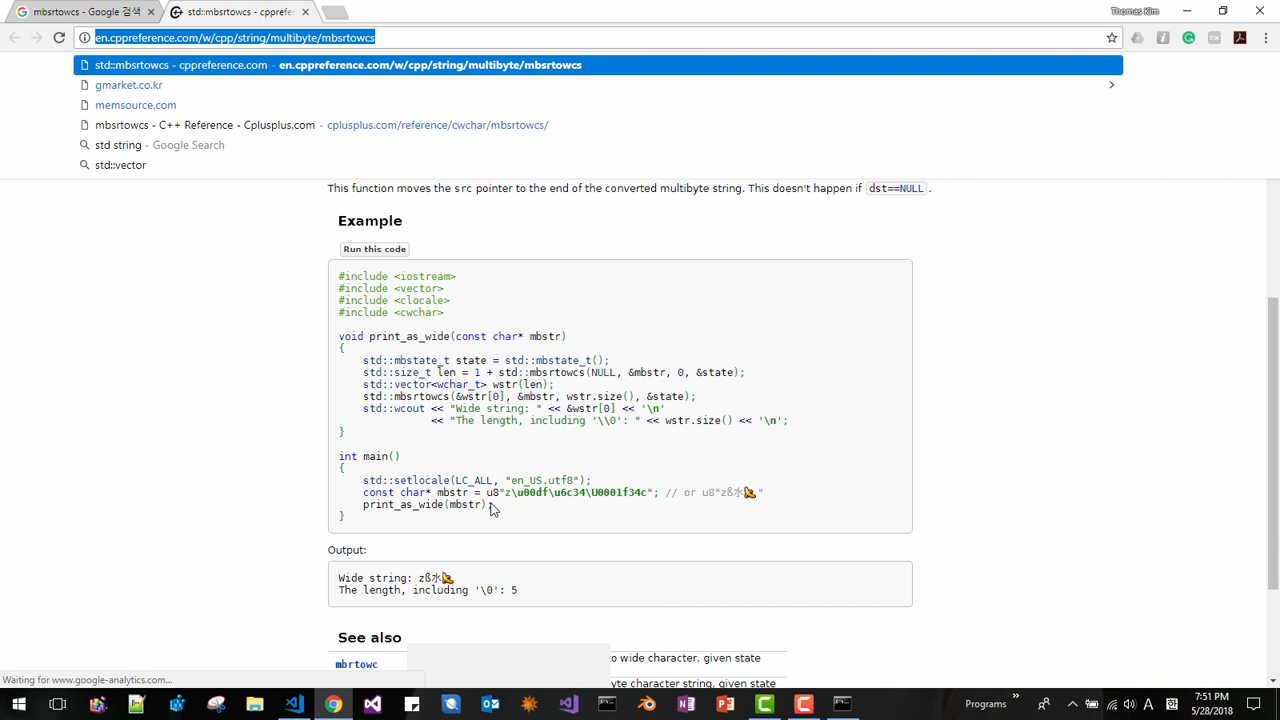 mbsrtowcs - Google 검색
std::mbsrtowcs - cpprefer
Thomas Kim
en.cppreference.com/w/cpp/string/multibyte/mbsrtowcs
std::mbsrtowcs - cppreference.com - en.cppreference.com/w/cpp/string/multibyte/mbsrtowcs
gmarket.co.kr
memsource.com
mbsrtowcs - C++ Reference - Cplusplus.com - cplusplus.com/reference/cwchar/mbsrtowcs/
std string - Google Search
std::vector
This function moves the src pointer to the end of the converted multibyte string. This doesn't happen if dst==NULL .
Example
Run this code
#include <iostream>
#include <vector>
#include <clocale>
#include <cwchar>
void print_as_wide(const char* mbstr)
{
std::mbstate_t state = std::mbstate_t();
std::size_t len = 1 + std::mbsrtowcs(NULL, &mbstr, 0, &state);
std::vector<wchar_t> wstr(len);
std::mbsrtowcs(&wstr[0], &mbstr, wstr.size(), &state);
std::wcout << "Wide string: " << &wstr[0] << '\n'
<< "The length, including '\\0': " << wstr.size() << '\n';
}
int main()
{
std::setlocale(LC_ALL, "en_US.utf8");
const char* mbstr = u8"z\u00df\u6c34\U0001f34c"; // or u8"zß水🍌"
print_as_wide(mbstr);
}
Output:
Wide string: zß水🍌
The length, including '\0': 5
See also
mbrtowc
to wide character, given state
yte character string, given state
Waiting for www.google-analytics.com...
Programs
A
7:51 PM
5/28/2018